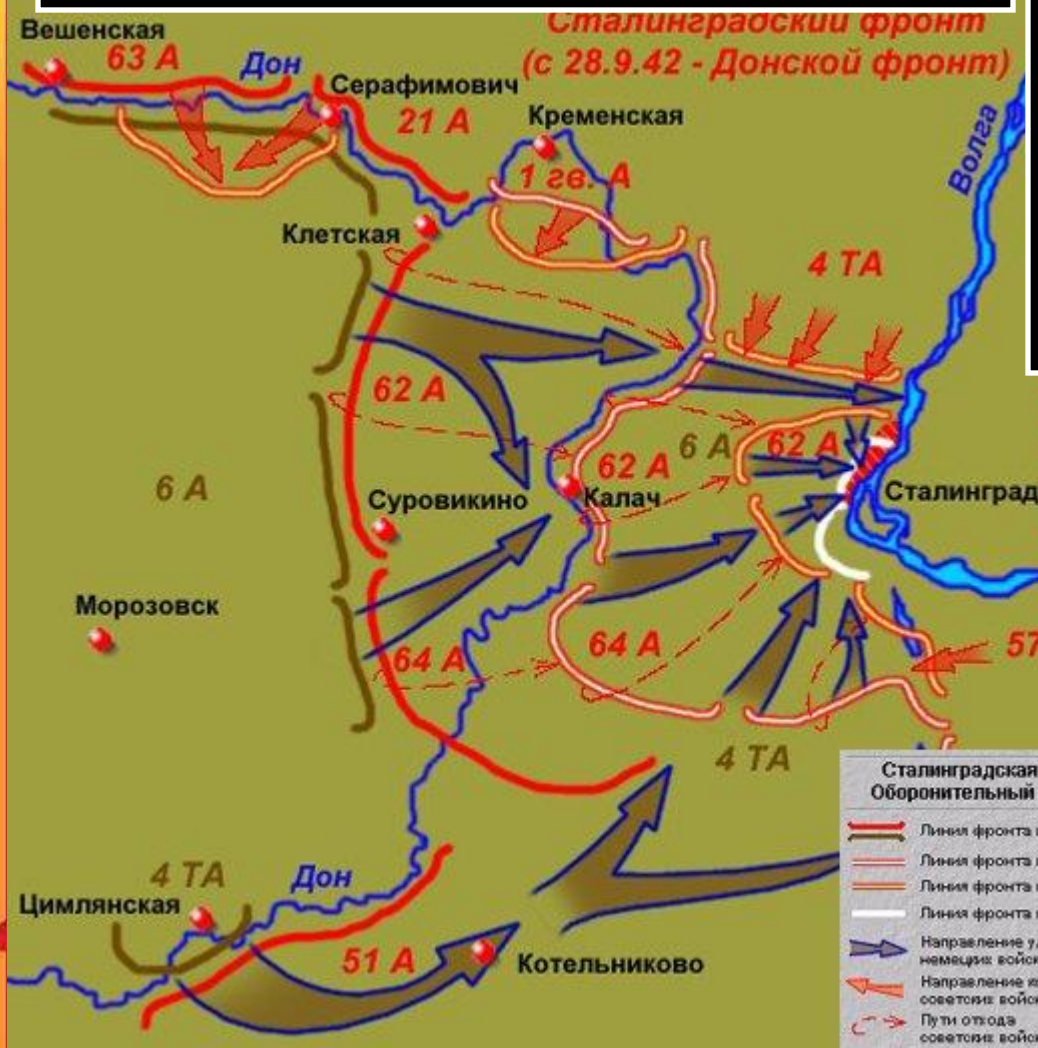 Сталинградский фронт
(с 28.9.42 - Донской фронт)
Вешенская
63 А
Дон
Серафимович
21 А
Кременская
1 гв. А
Волга
Клетская
4 ТА
62 А
6 А
62 А
6 А
62 А
Суровикино
Калач
Сталинград
Морозовск
64 А
64 А
57
4 ТА
4 ТА
Дон
Цимлянская
51 А
Котельниково
Сталинградская
Оборонительный
Линия фронта
Линия фронта
Линия фронта
Линия фронта
Направление
немецких войск
Направление
советских войск
Пути отхода
советских войск